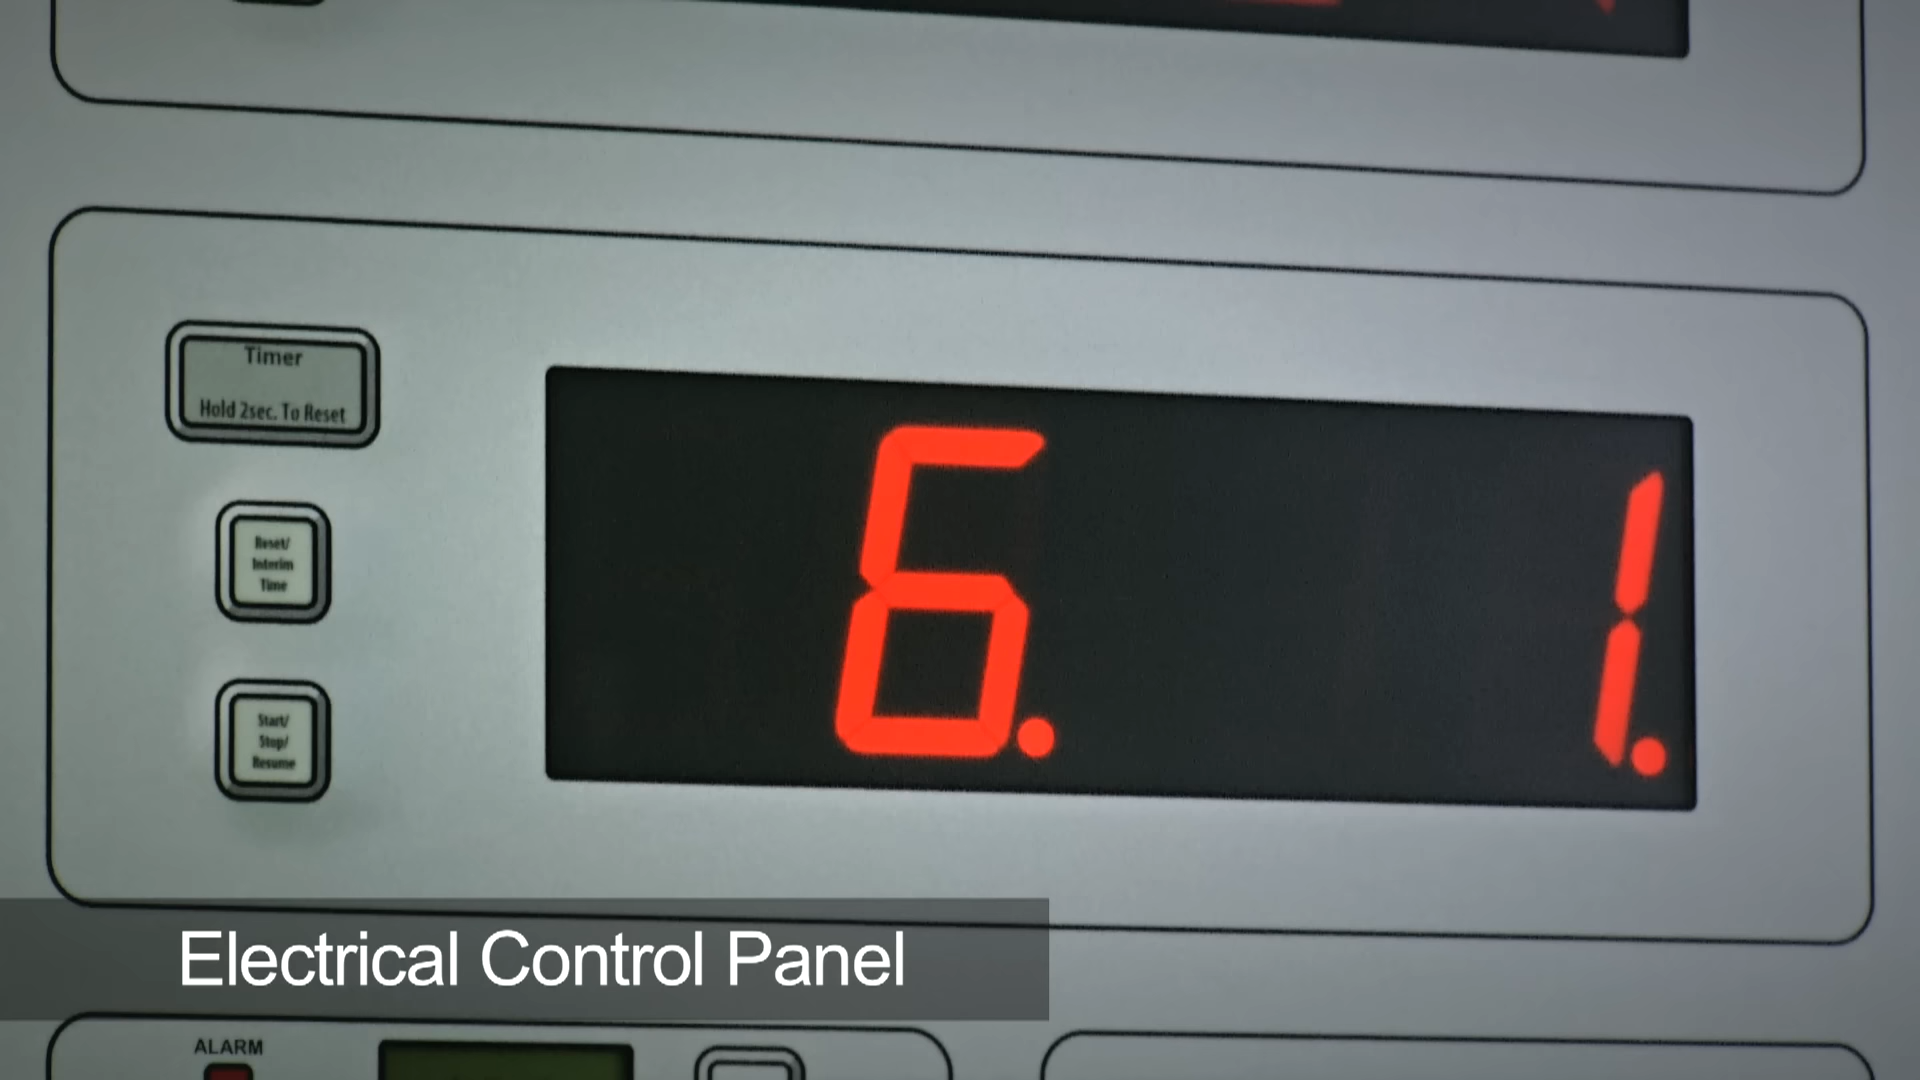 Timer
Hold 2sec. To Reset
6. 1.
Reset/
Interim
Time
Start/
Stop/
Resume
Electrical Control Panel
ALARM